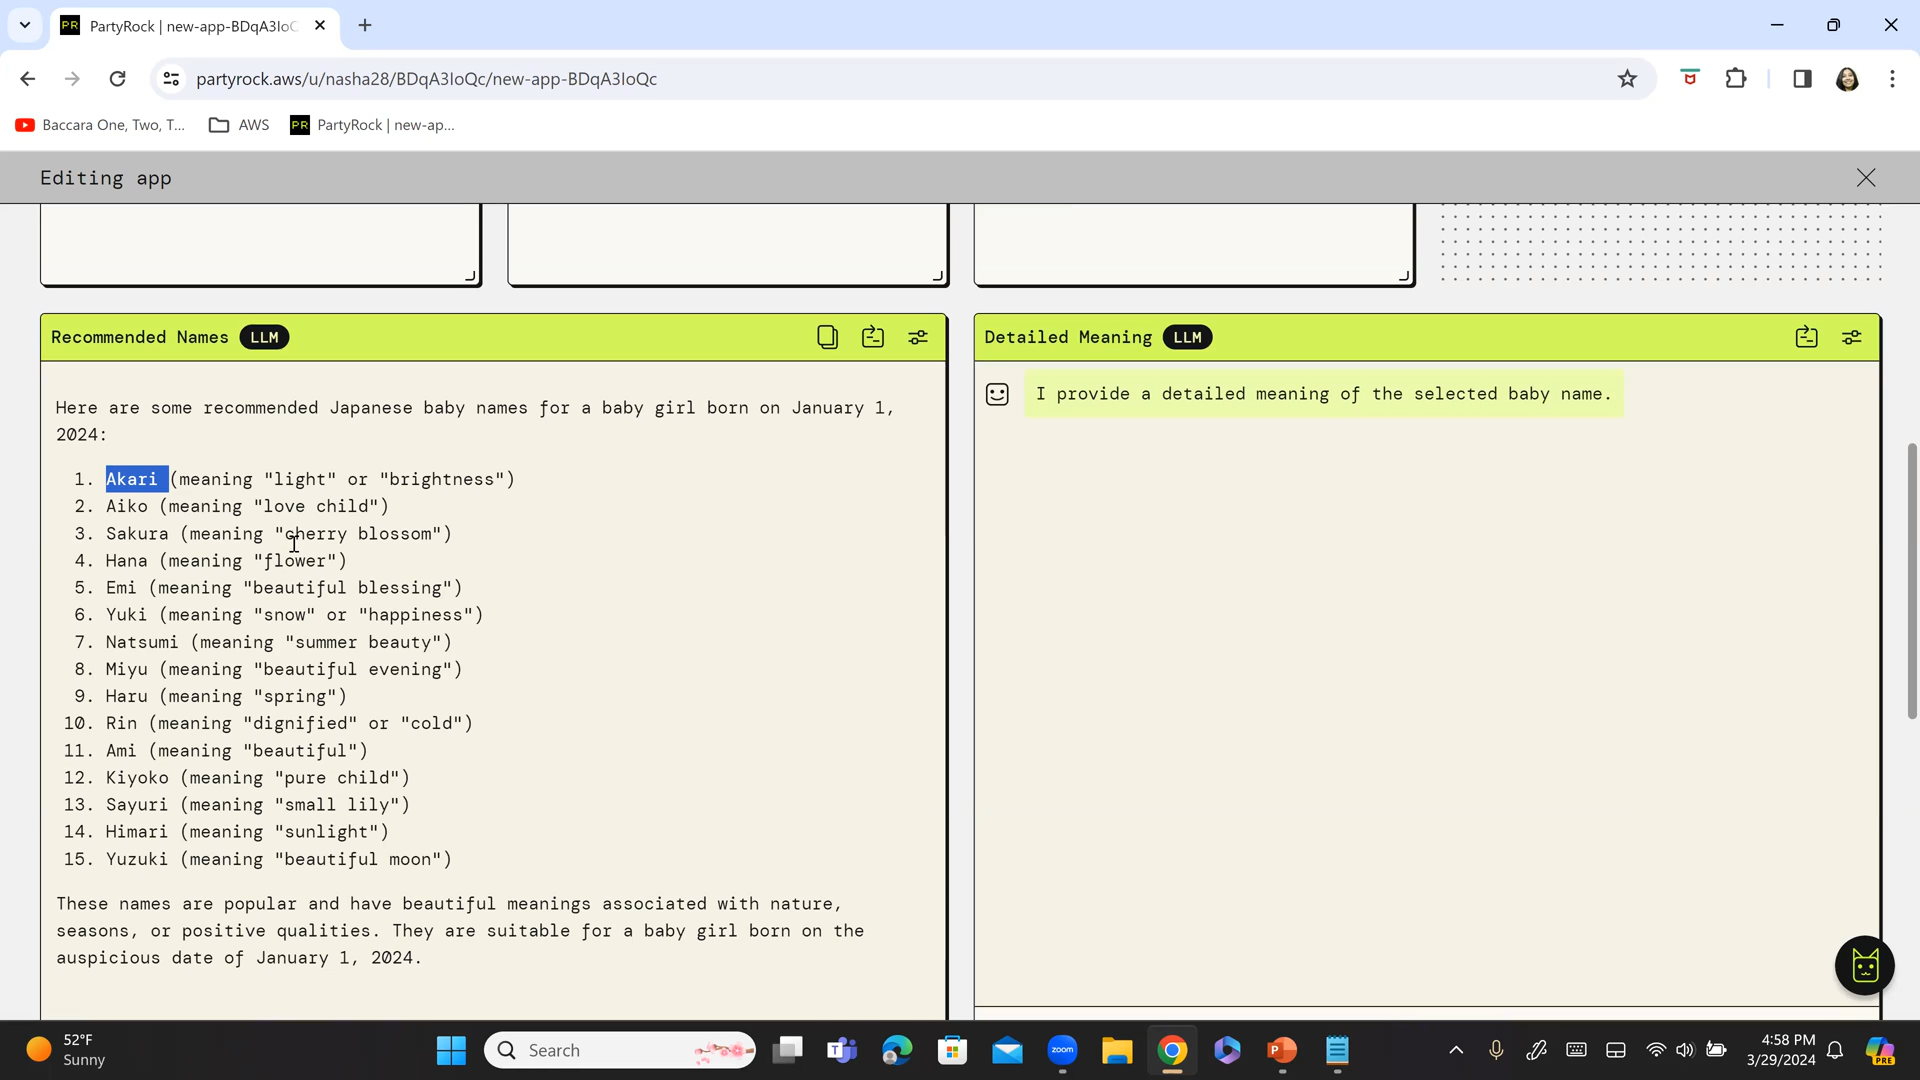 PR PartyRock | new-app-BDqA3IoQc
partyrock.aws/u/nasha28/BDqA3IoQc/new-app-BDqA3IoQc
Baccara One, Two, T... AWS PR PartyRock | new-ap...
Editing app
Recommended Names LLM
Here are some recommended Japanese baby names for a baby girl born on January 1,
2024:
1. Akari (meaning "light" or "brightness")
2. Aiko (meaning "love child")
3. Sakura (meaning "cherry blossom")
4. Hana (meaning "flower")
5. Emi (meaning "beautiful blessing")
6. Yuki (meaning "snow" or "happiness")
7. Natsumi (meaning "summer beauty")
8. Miyu (meaning "beautiful evening")
9. Haru (meaning "spring")
10. Rin (meaning "dignified" or "cold")
11. Ami (meaning "beautiful")
12. Kiyoko (meaning "pure child")
13. Sayuri (meaning "small lily")
14. Himari (meaning "sunlight")
15. Yuzuki (meaning "beautiful moon")
These names are popular and have beautiful meanings associated with nature,
seasons, or positive qualities. They are suitable for a baby girl born on the
auspicious date of January 1, 2024.
Detailed Meaning LLM
I provide a detailed meaning of the selected baby name.
52°F
Sunny
Search
zoom
4:58 PM
3/29/2024
PRE